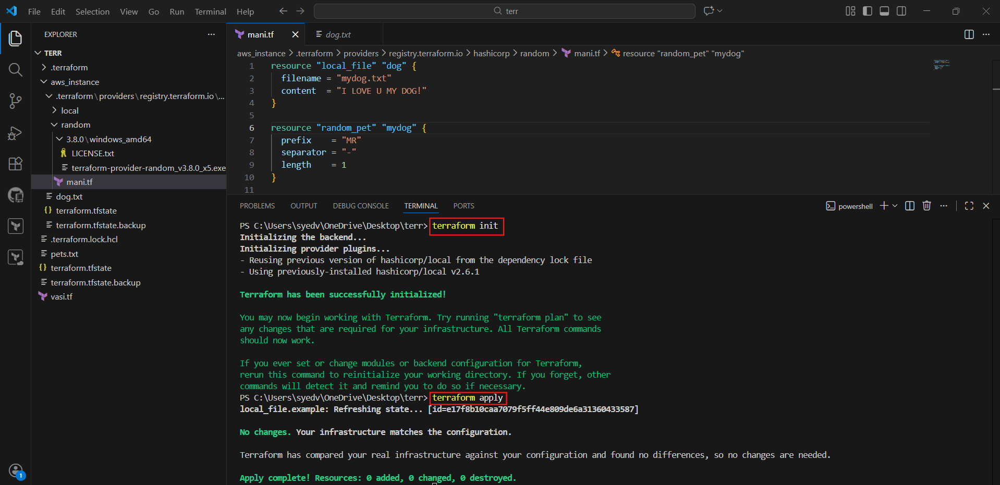 File Edit Selection View Go Run Terminal Help
terr
EXPLORER
TERR
.terraform
aws_instance
.terraform\providers\registry.terraform.io\...
local
random
3.8.0\windows_amd64
LICENSE.txt
terraform-provider-random_v3.8.0_x5.exe
mani.tf
dog.txt
terraform.tfstate
terraform.tfstate.backup
.terraform.lock.hcl
pets.txt
terraform.tfstate
terraform.tfstate.backup
vasi.tf
1
mani.tf
dog.txt
aws_instance > .terraform > providers > registry.terraform.io > hashicorp > random > mani.tf > resource "random_pet" "mydog"
1 resource "local_file" "dog" {
2 filename = "mydog.txt"
3 content = "I LOVE U MY DOG!"
4 }
5
6 resource "random_pet" "mydog" {
7 prefix = "MR"
8 separator = "-"
9 length = 1
10 }
11
PROBLEMS OUTPUT DEBUG CONSOLE TERMINAL PORTS
powershell
PS C:\Users\syedv\OneDrive\Desktop\terr> terraform init
Initializing the backend...
Initializing provider plugins...
- Reusing previous version of hashicorp/local from the dependency lock file
- Using previously-installed hashicorp/local v2.6.1
Terraform has been successfully initialized!
You may now begin working with Terraform. Try running "terraform plan" to see
any changes that are required for your infrastructure. All Terraform commands
should now work.
If you ever set or change modules or backend configuration for Terraform,
rerun this command to reinitialize your working directory. If you forget, other
commands will detect it and remind you to do so if necessary.
PS C:\Users\syedv\OneDrive\Desktop\terr> terraform apply
local_file.example: Refreshing state... [id=e17f8b10caa7079f5ff44e809de6a31360433587]
No changes. Your infrastructure matches the configuration.
Terraform has compared your real infrastructure against your configuration and found no differences, so no changes are needed.
Apply complete! Resources: 0 added, 0 changed, 0 destroyed.